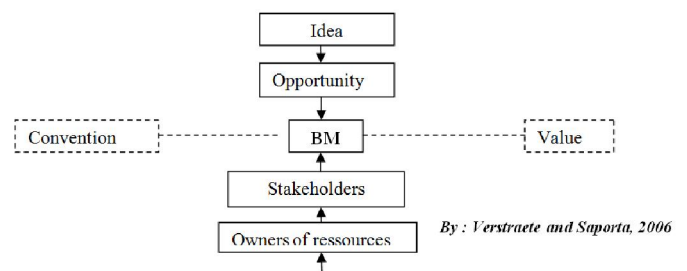 Idea
Opportunity
Convention
BM
Value
Stakeholders
Owners of ressources
By : Verstraete and Saporta, 2006